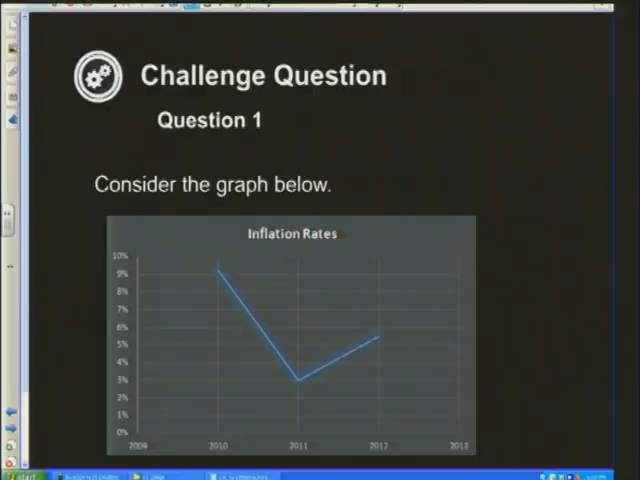 Challenge Question
Question 1
Consider the graph below.
Inflation Rates
10%
9%
8%
7%
6%
5%
4%
3%
2%
1%
0%
2009 2010 2011 2012 2013
start